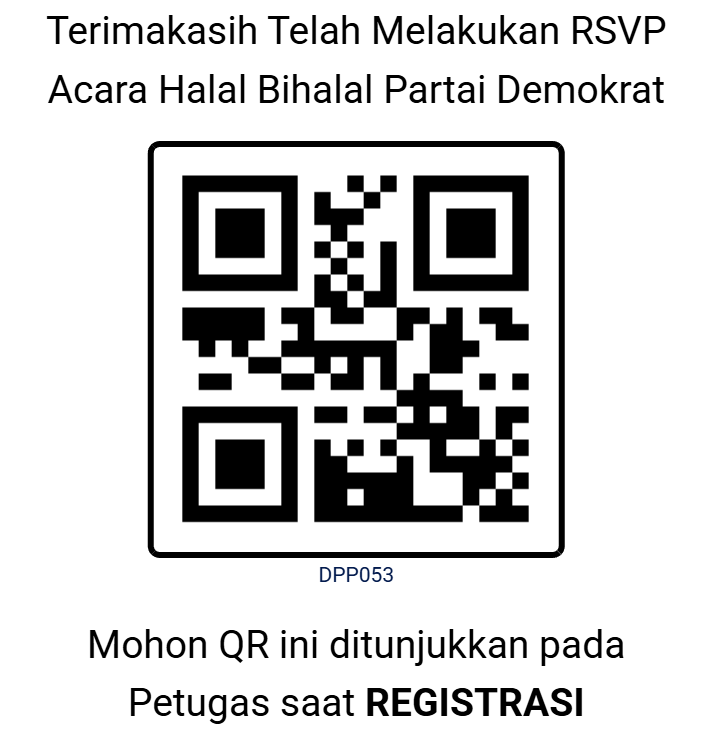 Terimakasih Telah Melakukan RSVP
Acara Halal Bihalal Partai Demokrat
DPP053
Mohon QR ini ditunjukkan pada
Petugas saat REGISTRASI